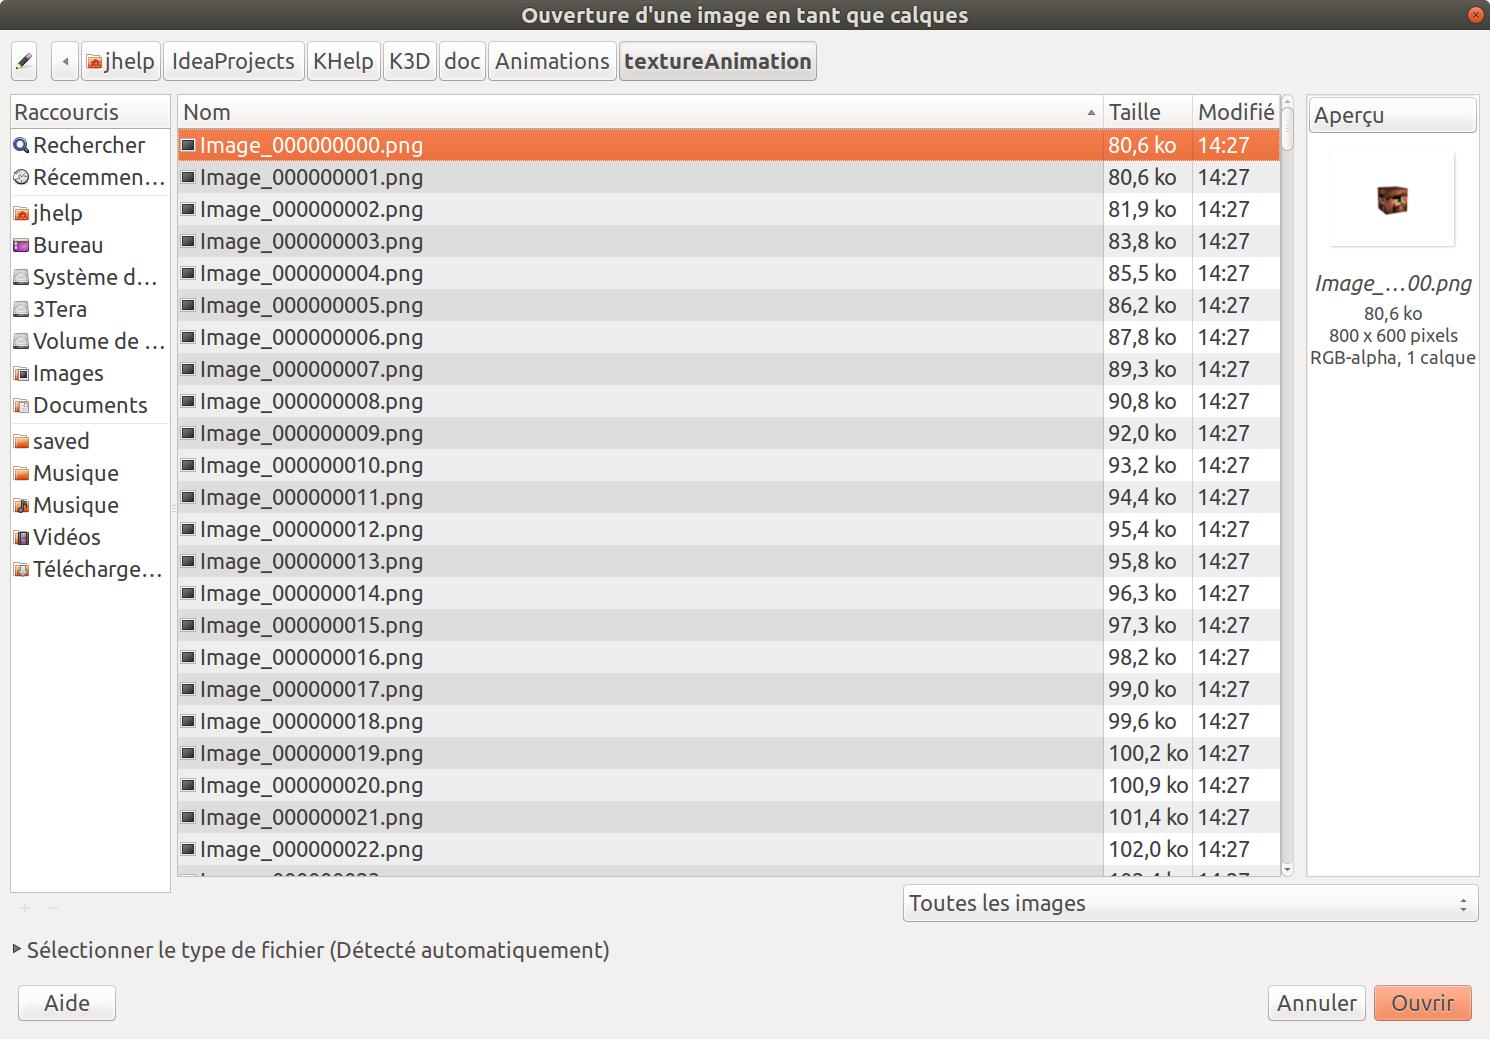 Ouverture d'une image en tant que calques
jhelp IdeaProjects KHelp K3D doc Animations textureAnimation
Raccourcis
Rechercher
Récemmen...
jhelp
Bureau
Système d...
3Tera
Volume de ...
Images
Documents
saved
Musique
Musique
Vidéos
Télécharge...
Nom Taille Modifié
Image_000000000.png 80,6 ko 14:27
Image_000000001.png 80,6 ko 14:27
Image_000000002.png 81,9 ko 14:27
Image_000000003.png 83,8 ko 14:27
Image_000000004.png 85,5 ko 14:27
Image_000000005.png 86,2 ko 14:27
Image_000000006.png 87,8 ko 14:27
Image_000000007.png 89,3 ko 14:27
Image_000000008.png 90,8 ko 14:27
Image_000000009.png 92,0 ko 14:27
Image_000000010.png 93,2 ko 14:27
Image_000000011.png 94,4 ko 14:27
Image_000000012.png 95,4 ko 14:27
Image_000000013.png 95,8 ko 14:27
Image_000000014.png 96,3 ko 14:27
Image_000000015.png 97,3 ko 14:27
Image_000000016.png 98,2 ko 14:27
Image_000000017.png 99,0 ko 14:27
Image_000000018.png 99,6 ko 14:27
Image_000000019.png 100,2 ko 14:27
Image_000000020.png 100,9 ko 14:27
Image_000000021.png 101,4 ko 14:27
Image_000000022.png 102,0 ko 14:27
Aperçu
Image_...00.png
80,6 ko
800 x 600 pixels
RGB-alpha, 1 calque
Toutes les images
Sélectionner le type de fichier (Détecté automatiquement)
Aide Annuler Ouvrir